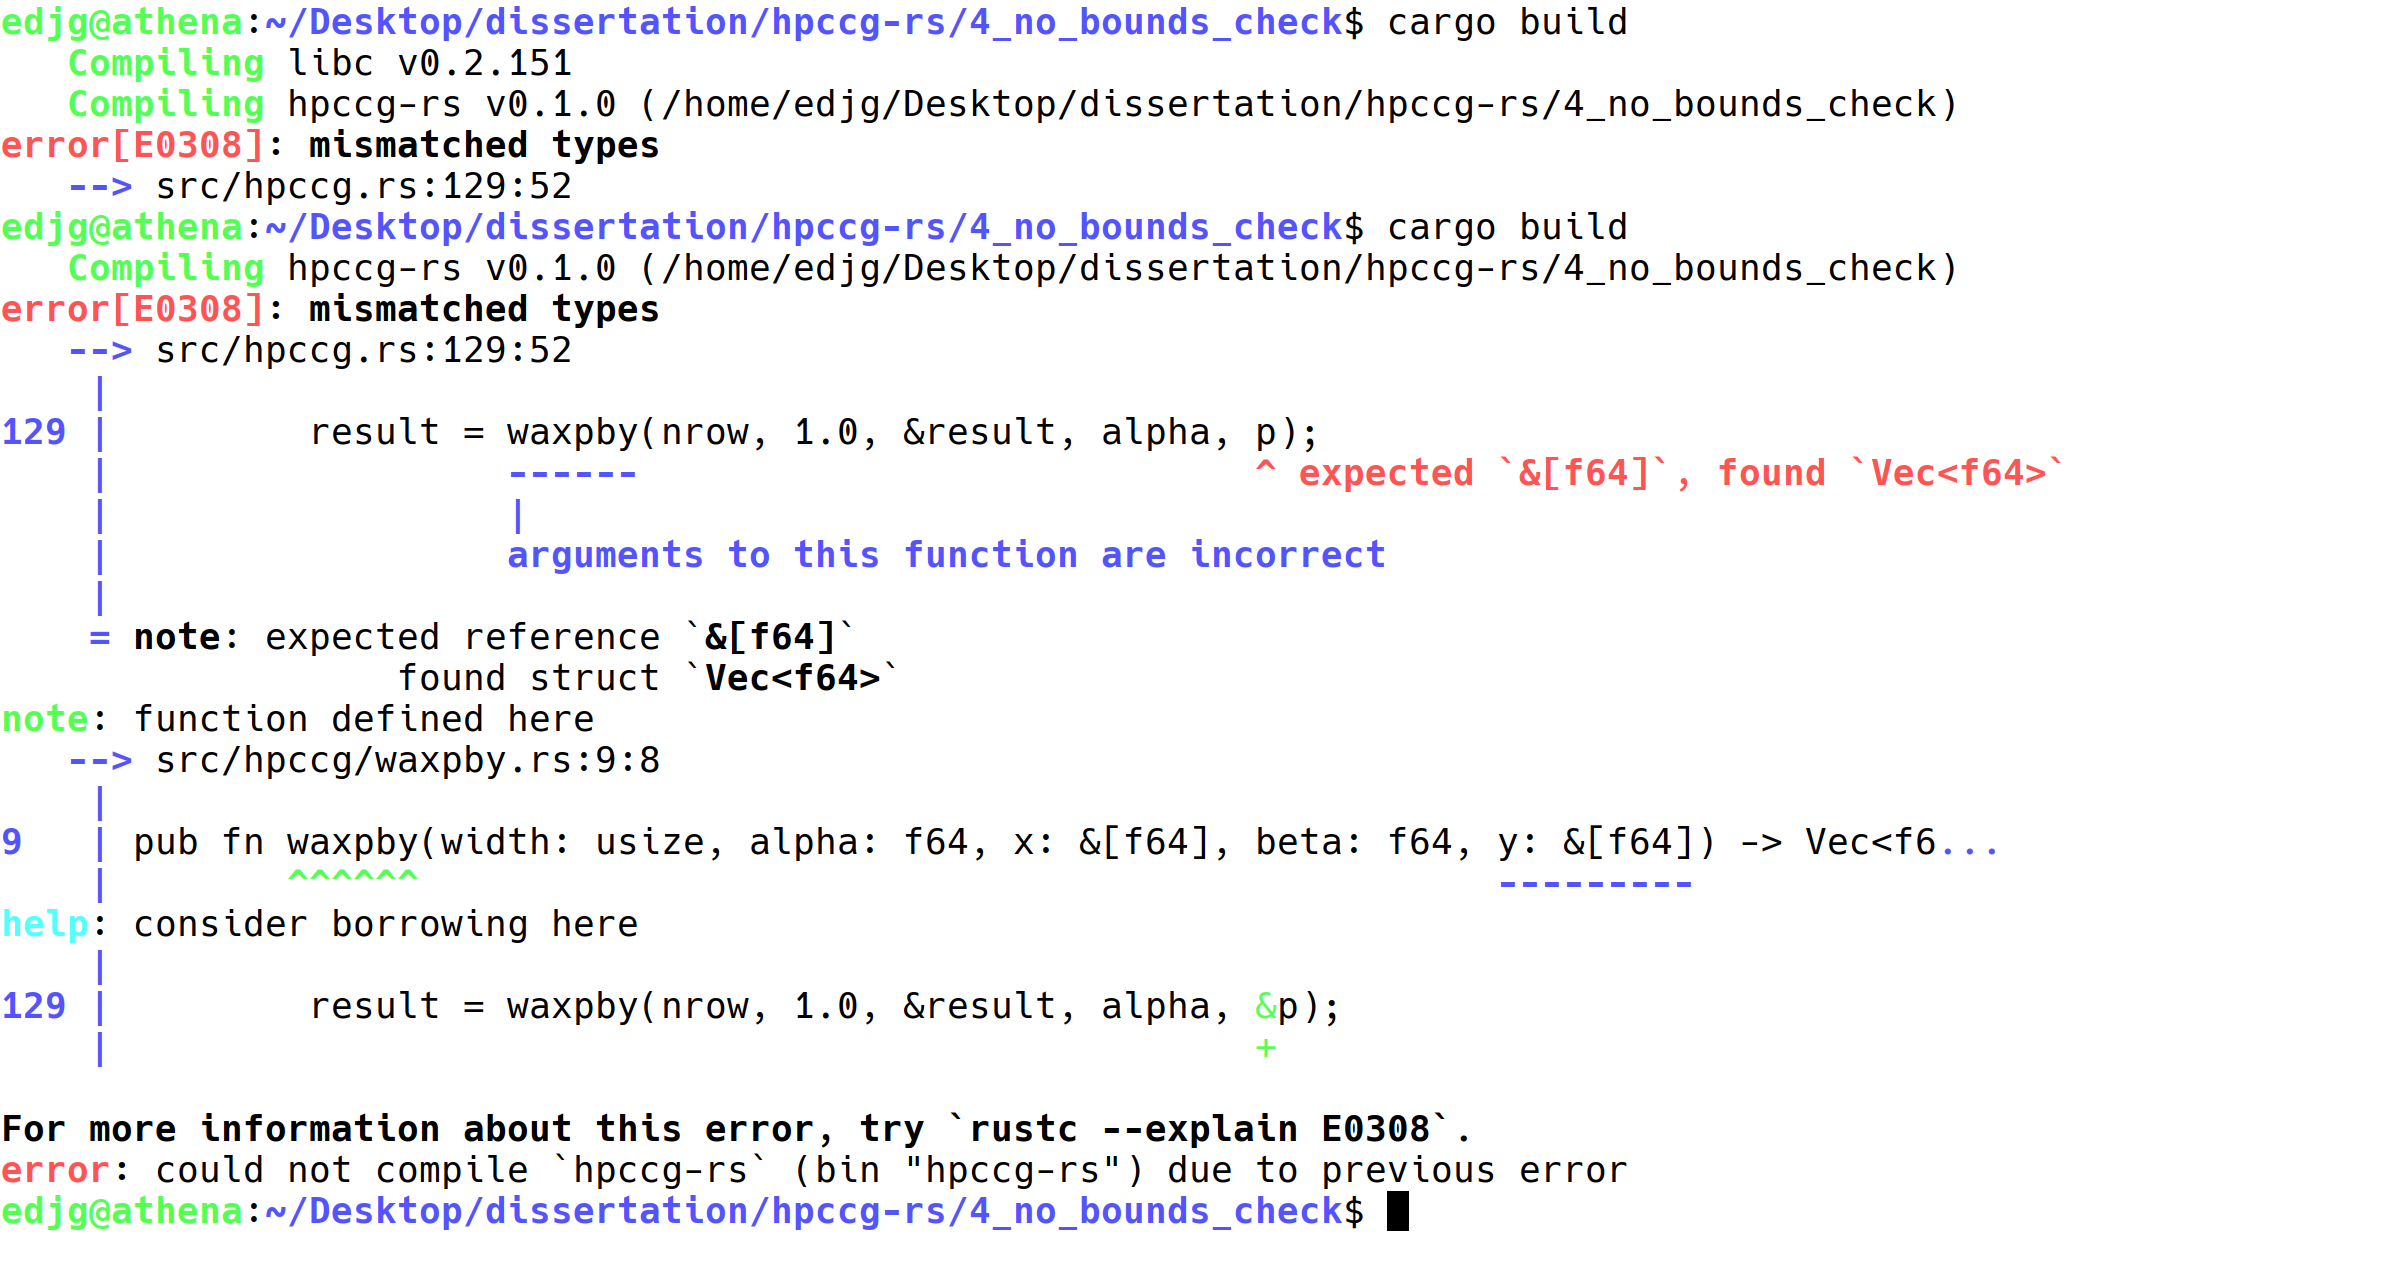 edjg@athena:~/Desktop/dissertation/hpccg-rs/4_no_bounds_check$ cargo build
   Compiling libc v0.2.151
   Compiling hpccg-rs v0.1.0 (/home/edjg/Desktop/dissertation/hpccg-rs/4_no_bounds_check)
error[E0308]: mismatched types
   --> src/hpccg.rs:129:52
edjg@athena:~/Desktop/dissertation/hpccg-rs/4_no_bounds_check$ cargo build
   Compiling hpccg-rs v0.1.0 (/home/edjg/Desktop/dissertation/hpccg-rs/4_no_bounds_check)
error[E0308]: mismatched types
   --> src/hpccg.rs:129:52
    |
129 |         result = waxpby(nrow, 1.0, &result, alpha, p);
    |                  ------                            ^ expected `&[f64]`, found `Vec<f64>`
    |                  |
    |                  arguments to this function are incorrect
    |
    = note: expected reference `&[f64]`
                  found struct `Vec<f64>`
note: function defined here
   --> src/hpccg/waxpby.rs:9:8
    |
9   | pub fn waxpby(width: usize, alpha: f64, x: &[f64], beta: f64, y: &[f64]) -> Vec<f6...
    |        ^^^^^^                                                 ---------
help: consider borrowing here
    |
129 |         result = waxpby(nrow, 1.0, &result, alpha, &p);
    |                                                    +

For more information about this error, try `rustc --explain E0308`.
error: could not compile `hpccg-rs` (bin "hpccg-rs") due to previous error
edjg@athena:~/Desktop/dissertation/hpccg-rs/4_no_bounds_check$